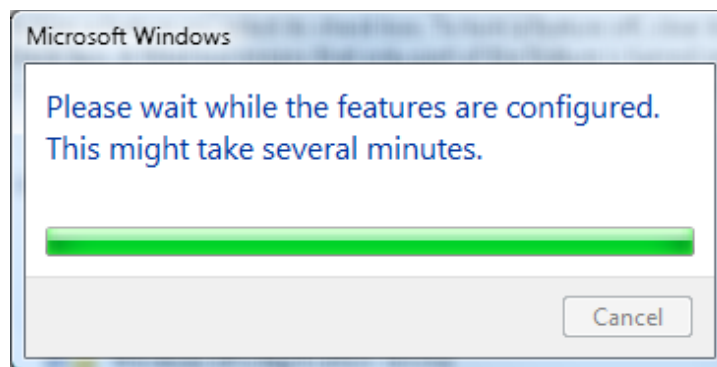 Microsoft Windows
Please wait while the features are configured.
This might take several minutes.
Cancel